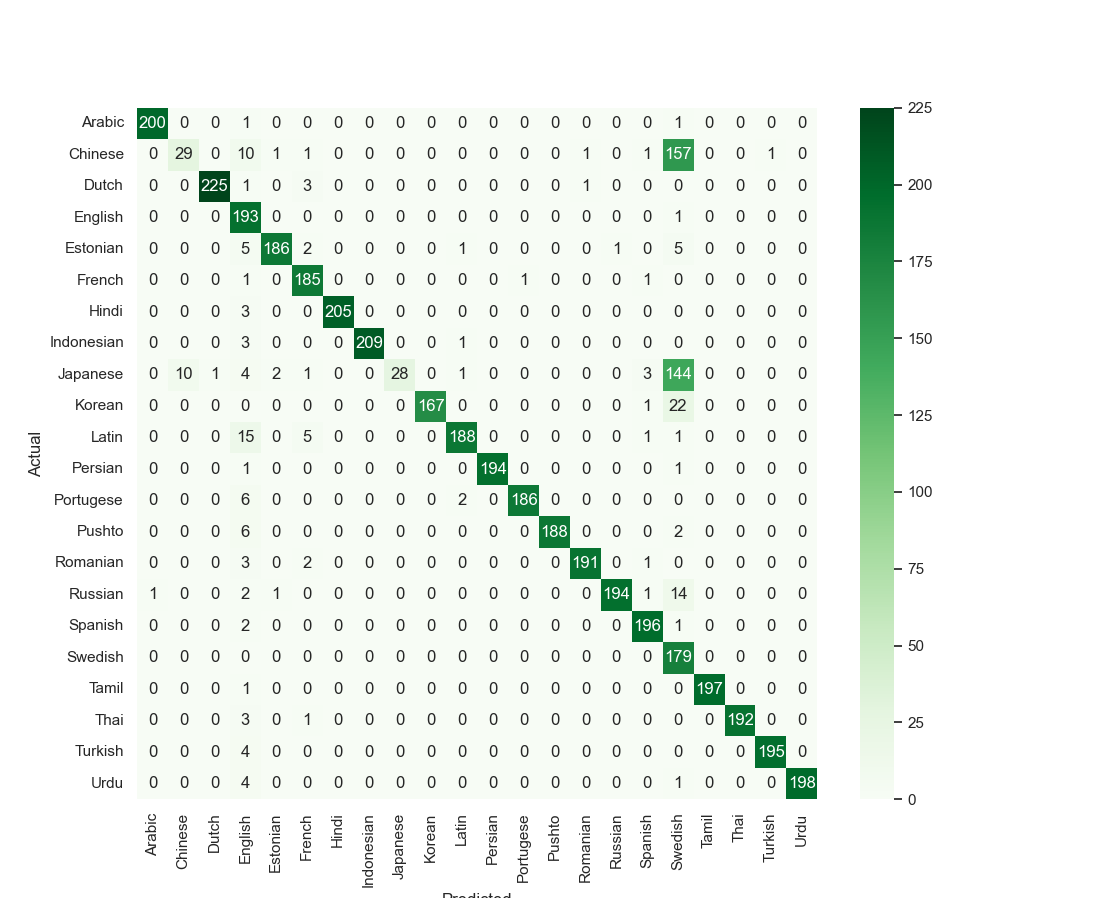 Arabic 200 0 0 1 0 0 0 0 0 0 0 0 0 0 0 0 0 1 0 0 0 0
Chinese 0 29 0 10 1 1 0 0 0 0 0 0 0 0 1 0 1 157 0 0 1 0
Dutch 0 0 225 1 0 3 0 0 0 0 0 0 0 0 1 0 0 0 0 0 0 0
English 0 0 0 193 0 0 0 0 0 0 0 0 0 0 0 0 0 1 0 0 0 0
Estonian 0 0 0 5 186 2 0 0 0 0 1 0 0 0 0 1 0 5 0 0 0 0
French 0 0 0 1 0 185 0 0 0 0 0 0 1 0 0 0 1 0 0 0 0 0
Hindi 0 0 0 3 0 0 205 0 0 0 0 0 0 0 0 0 0 0 0 0 0 0
Indonesian 0 0 0 3 0 0 0 209 0 0 1 0 0 0 0 0 0 0 0 0 0 0
Japanese 0 10 1 4 2 1 0 0 28 0 1 0 0 0 0 0 3 144 0 0 0 0
Korean 0 0 0 0 0 0 0 0 0 167 0 0 0 0 0 0 1 22 0 0 0 0
Latin 0 0 0 15 0 5 0 0 0 0 188 0 0 0 0 0 1 1 0 0 0 0
Persian 0 0 0 1 0 0 0 0 0 0 0 194 0 0 0 0 0 1 0 0 0 0
Portugese 0 0 0 6 0 0 0 0 0 0 2 0 186 0 0 0 0 0 0 0 0 0
Pushto 0 0 0 6 0 0 0 0 0 0 0 0 0 188 0 0 0 2 0 0 0 0
Romanian 0 0 0 3 0 2 0 0 0 0 0 0 0 0 191 0 1 0 0 0 0 0
Russian 1 0 0 2 1 0 0 0 0 0 0 0 0 0 0 194 1 14 0 0 0 0
Spanish 0 0 0 2 0 0 0 0 0 0 0 0 0 0 0 0 196 1 0 0 0 0
Swedish 0 0 0 0 0 0 0 0 0 0 0 0 0 0 0 0 0 179 0 0 0 0
Tamil 0 0 0 1 0 0 0 0 0 0 0 0 0 0 0 0 0 0 197 0 0 0
Thai 0 0 0 3 0 1 0 0 0 0 0 0 0 0 0 0 0 0 0 192 0 0
Turkish 0 0 0 4 0 0 0 0 0 0 0 0 0 0 0 0 0 0 0 0 195 0
Urdu 0 0 0 4 0 0 0 0 0 0 0 0 0 0 0 0 0 1 0 0 0 198
Arabic Chinese Dutch English Estonian French Hindi Indonesian Japanese Korean Latin Persian Portugese Pushto Romanian Russian Spanish Swedish Tamil Thai Turkish Urdu
Actual
Predicted
225
200
175
150
125
100
75
50
25
0